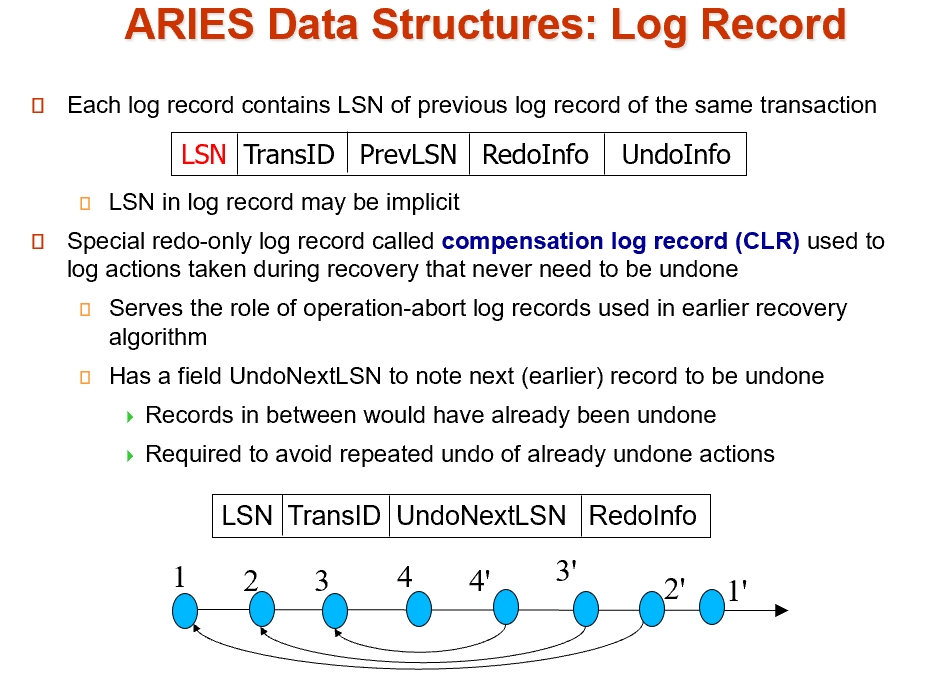 ARIES Data Structures: Log Record
Each log record contains LSN of previous log record of the same transaction
LSN TransID PrevLSN RedoInfo UndoInfo
LSN in log record may be implicit
Special redo-only log record called compensation log record (CLR) used to
log actions taken during recovery that never need to be undone
Serves the role of operation-abort log records used in earlier recovery
algorithm
Has a field UndoNextLSN to note next (earlier) record to be undone
Records in between would have already been undone
Required to avoid repeated undo of already undone actions
LSN TransID UndoNextLSN RedoInfo
1 2 3 4 4' 3' 2' 1'